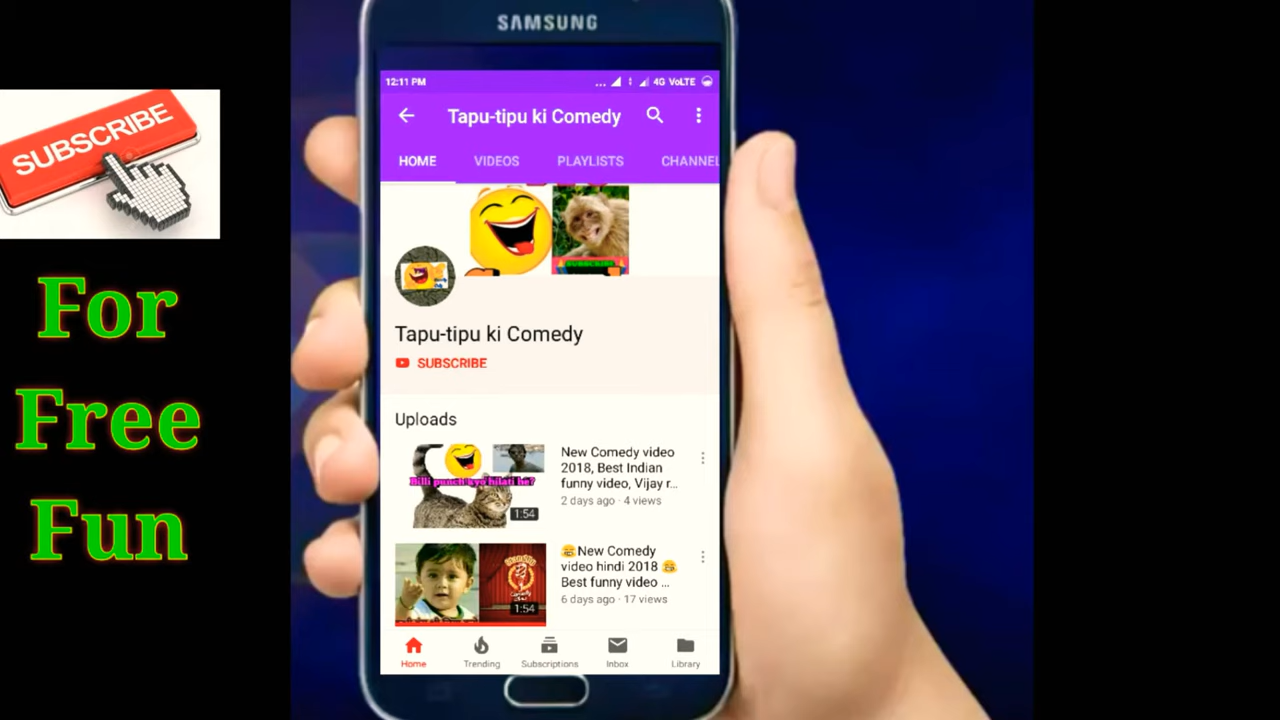 SUBSCRIBE
For
Free
Fun
SAMSUNG
12:11 PM
4G VoLTE
Tapu-tipu ki Comedy
HOME VIDEOS PLAYLISTS CHANNEL
SUBSCRIBE
Tapu-tipu ki Comedy
SUBSCRIBE
Uploads
Billi punch kyo hilati he?
1:54
New Comedy video
2018, Best Indian
funny video, Vijay r...
2 days ago · 4 views
Comedy
1:54
😂New Comedy
video hindi 2018 😂
Best funny video ...
6 days ago · 17 views
Home Trending Subscriptions Inbox Library